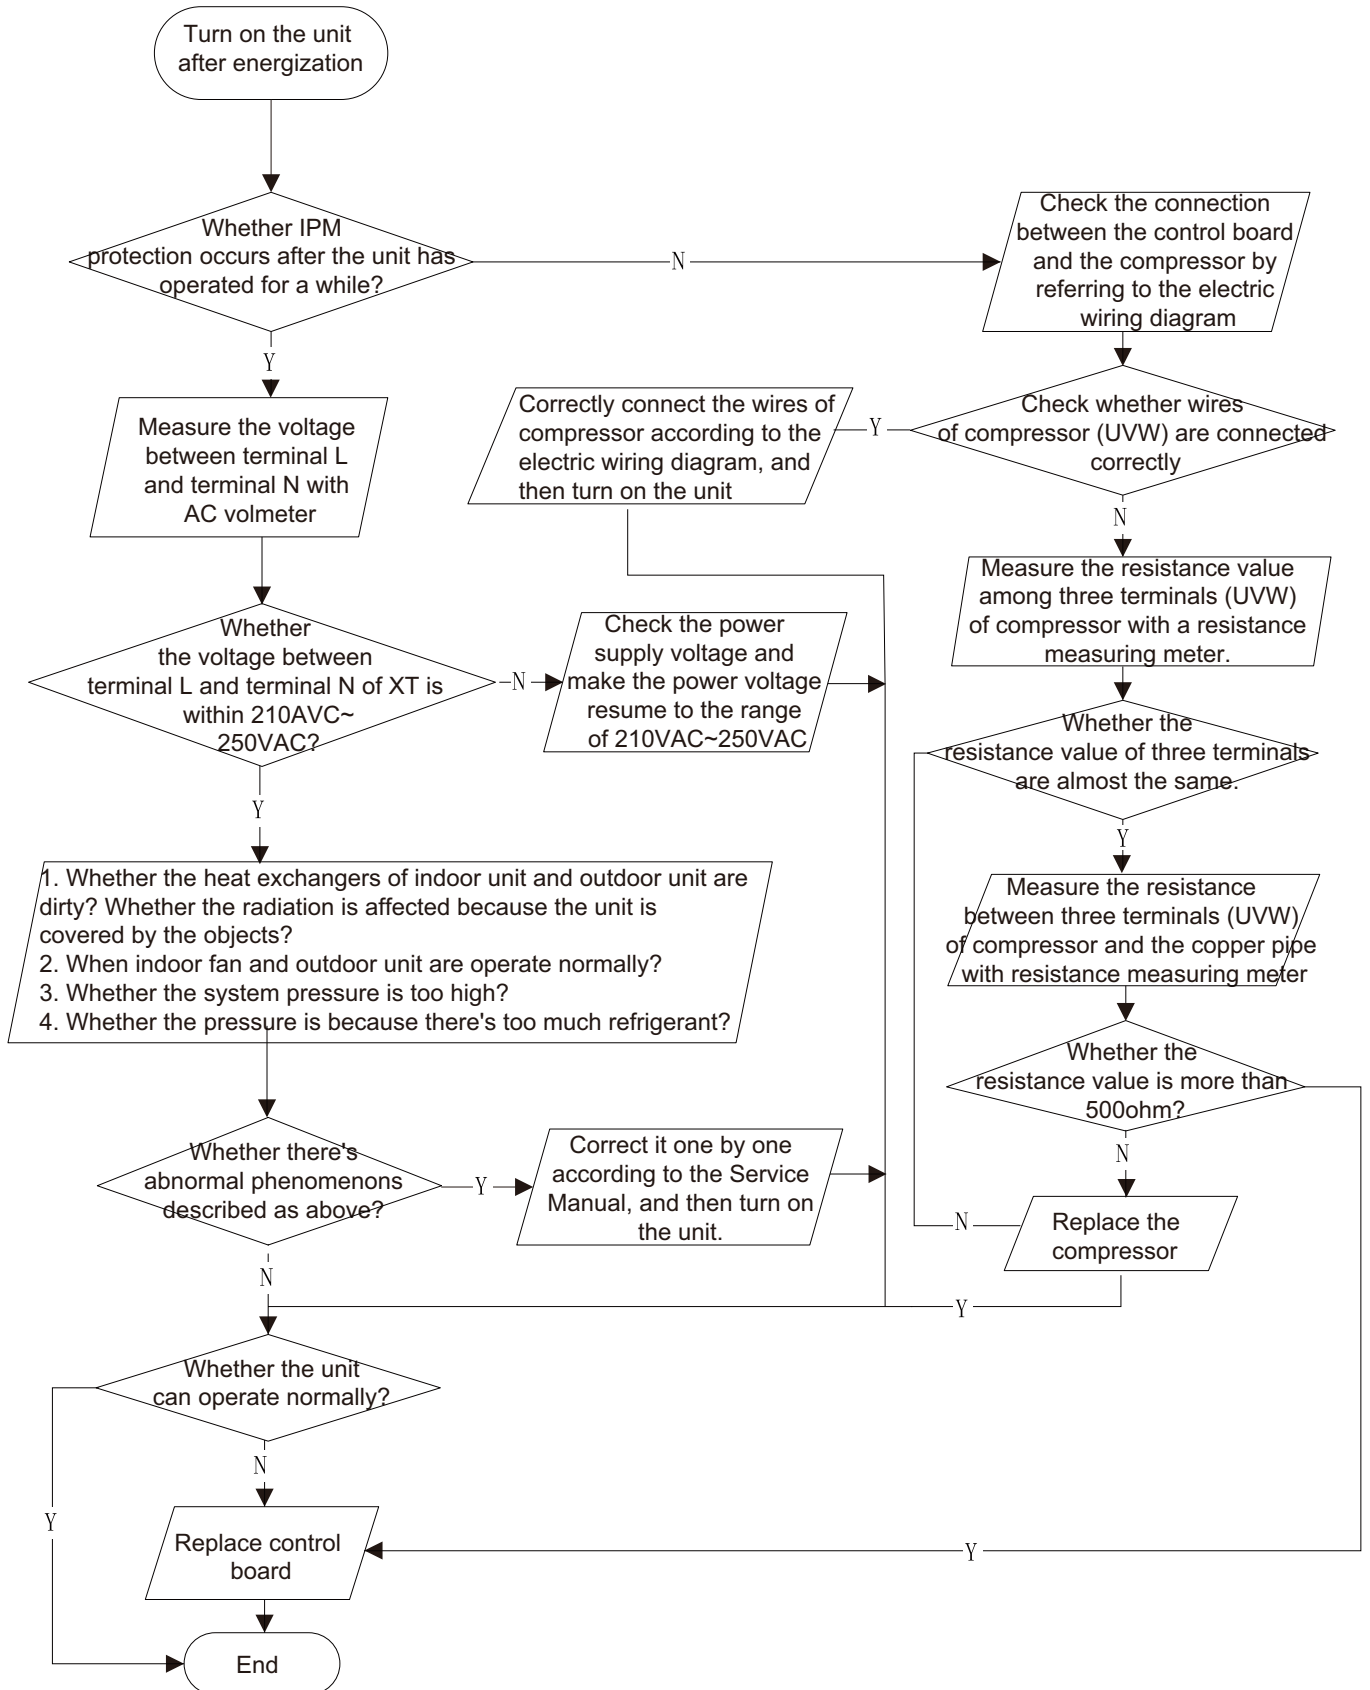 Turn on the unit
after energization
Whether IPM
protection occurs after the unit has
operated for a while?
N
Check the connection
between the control board
and the compressor by
referring to the electric
wiring diagram
Y
Measure the voltage
between terminal L
and terminal N with
AC volmeter
Correctly connect the wires of
compressor according to the
electric wiring diagram, and
then turn on the unit
Y
Check whether wires
of compressor (UVW) are connected
correctly
N
Measure the resistance value
among three terminals (UVW)
of compressor with a resistance
measuring meter.
Whether
the voltage between
terminal L and terminal N of XT is
within 210AVC~
250VAC?
N
Check the power
supply voltage and
make the power voltage
resume to the range
of 210VAC~250VAC
Whether the
resistance value of three terminals
are almost the same.
Y
Y
1. Whether the heat exchangers of indoor unit and outdoor unit are
dirty? Whether the radiation is affected because the unit is
covered by the objects?
2. When indoor fan and outdoor unit are operate normally?
3. Whether the system pressure is too high?
4. Whether the pressure is because there's too much refrigerant?
Measure the resistance
between three terminals (UVW)
of compressor and the copper pipe
with resistance measuring meter
Whether the
resistance value is more than
500ohm?
N
Whether there's
abnormal phenomenons
described as above?
Y
Correct it one by one
according to the Service
Manual, and then turn on
the unit.
N
Replace the
compressor
N
Y
Whether the unit
can operate normally?
N
Y
Replace control
board
Y
End